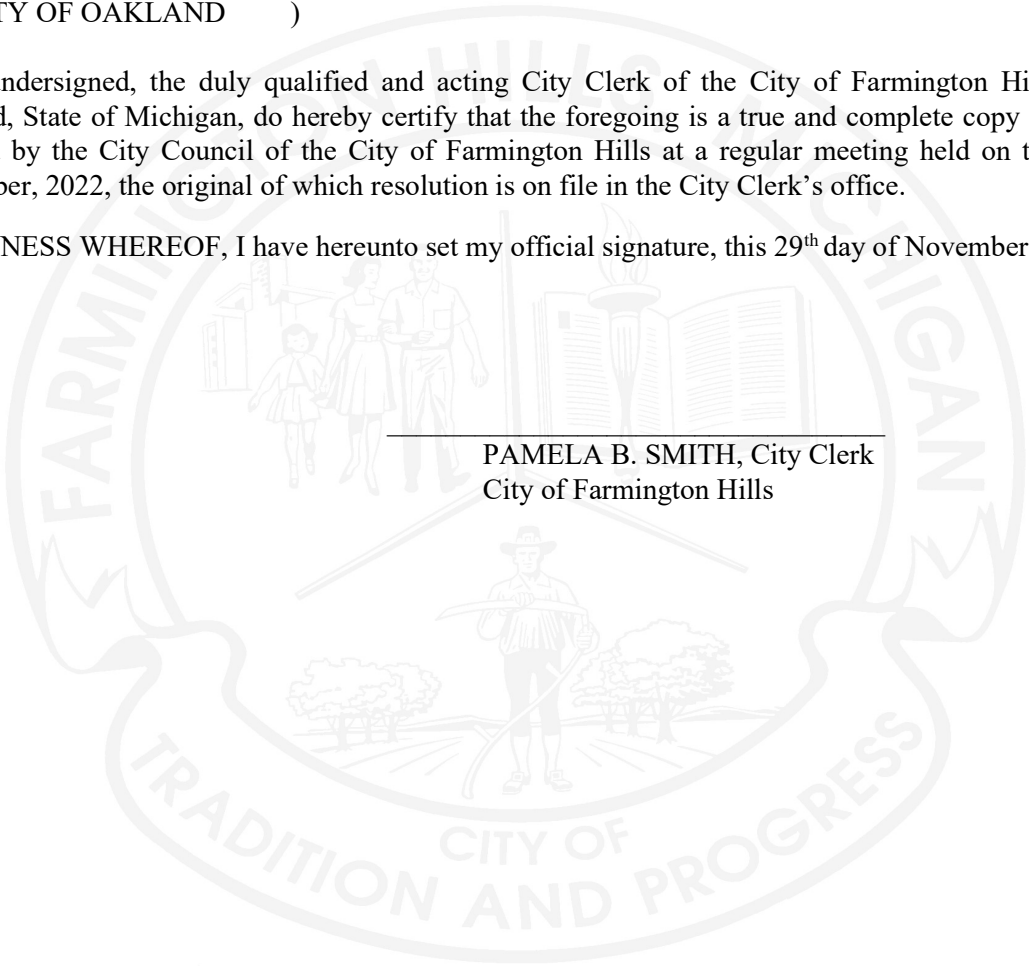 TY OF OAKLAND )
ndersigned, the duly qualified and acting City Clerk of the City of Farmington Hi
d, State of Michigan, do hereby certify that the foregoing is a true and complete copy
by the City Council of the City of Farmington Hills at a regular meeting held on t
ber, 2022, the original of which resolution is on file in the City Clerk’s office.
NESS WHEREOF, I have hereunto set my official signature, this 29th day of November
PAMELA B. SMITH, City Clerk
City of Farmington Hills
FARMINGTON HILLS, MICHIGAN
CITY OF
TRADITION AND PROGRESS